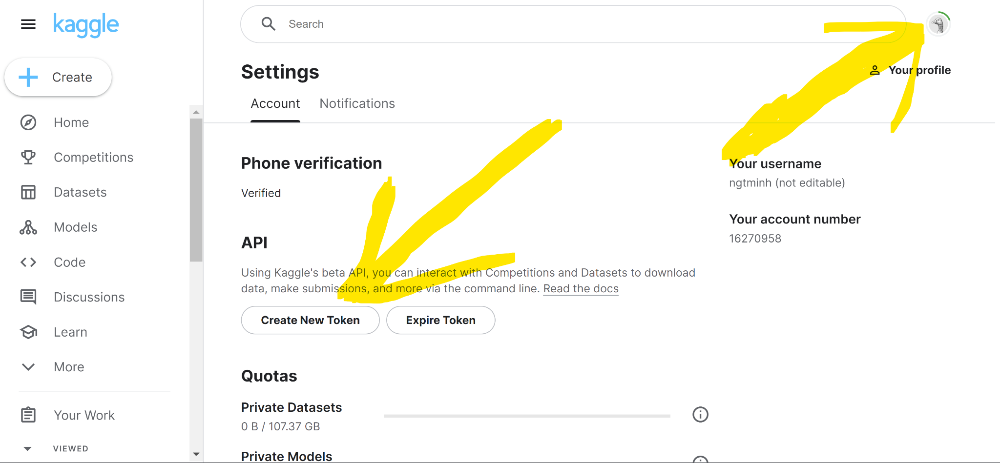 kaggle
Search
Create
Home
Competitions
Datasets
Models
Code
Discussions
Learn
More
Your Work
VIEWED
Settings
Your profile
Account Notifications
Phone verification
Verified
API
Using Kaggle's beta API, you can interact with Competitions and Datasets to download
data, make submissions, and more via the command line. Read the docs
Create New Token Expire Token
Quotas
Private Datasets
0 B / 107.37 GB
Private Models
Your username
ngtminh (not editable)
Your account number
16270958